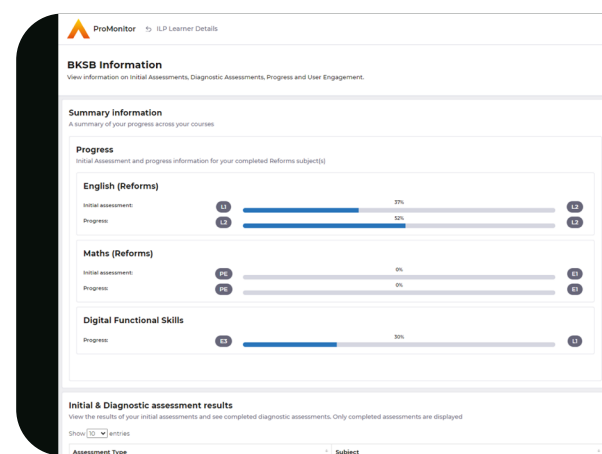 ProMonitor ILP Learner Details
BKSB Information
View information on Initial Assessments, Diagnostic Assessments, Progress and User Engagement.
Summary information
A summary of your progress across your courses
Progress
Initial Assessment and progress information for your completed Reforms subject(s)
English (Reforms)
Initial assessment: L1 37% L2
Progress: L2 52% L2
Maths (Reforms)
Initial assessment: PE 0% E1
Progress: PE 0% E1
Digital Functional Skills
Progress: E3 30% L1
Initial & Diagnostic assessment results
View the results of your initial assessments and see completed diagnostic assessments. Only completed assessments are displayed
Show 10 entries
Assessment Type Subject